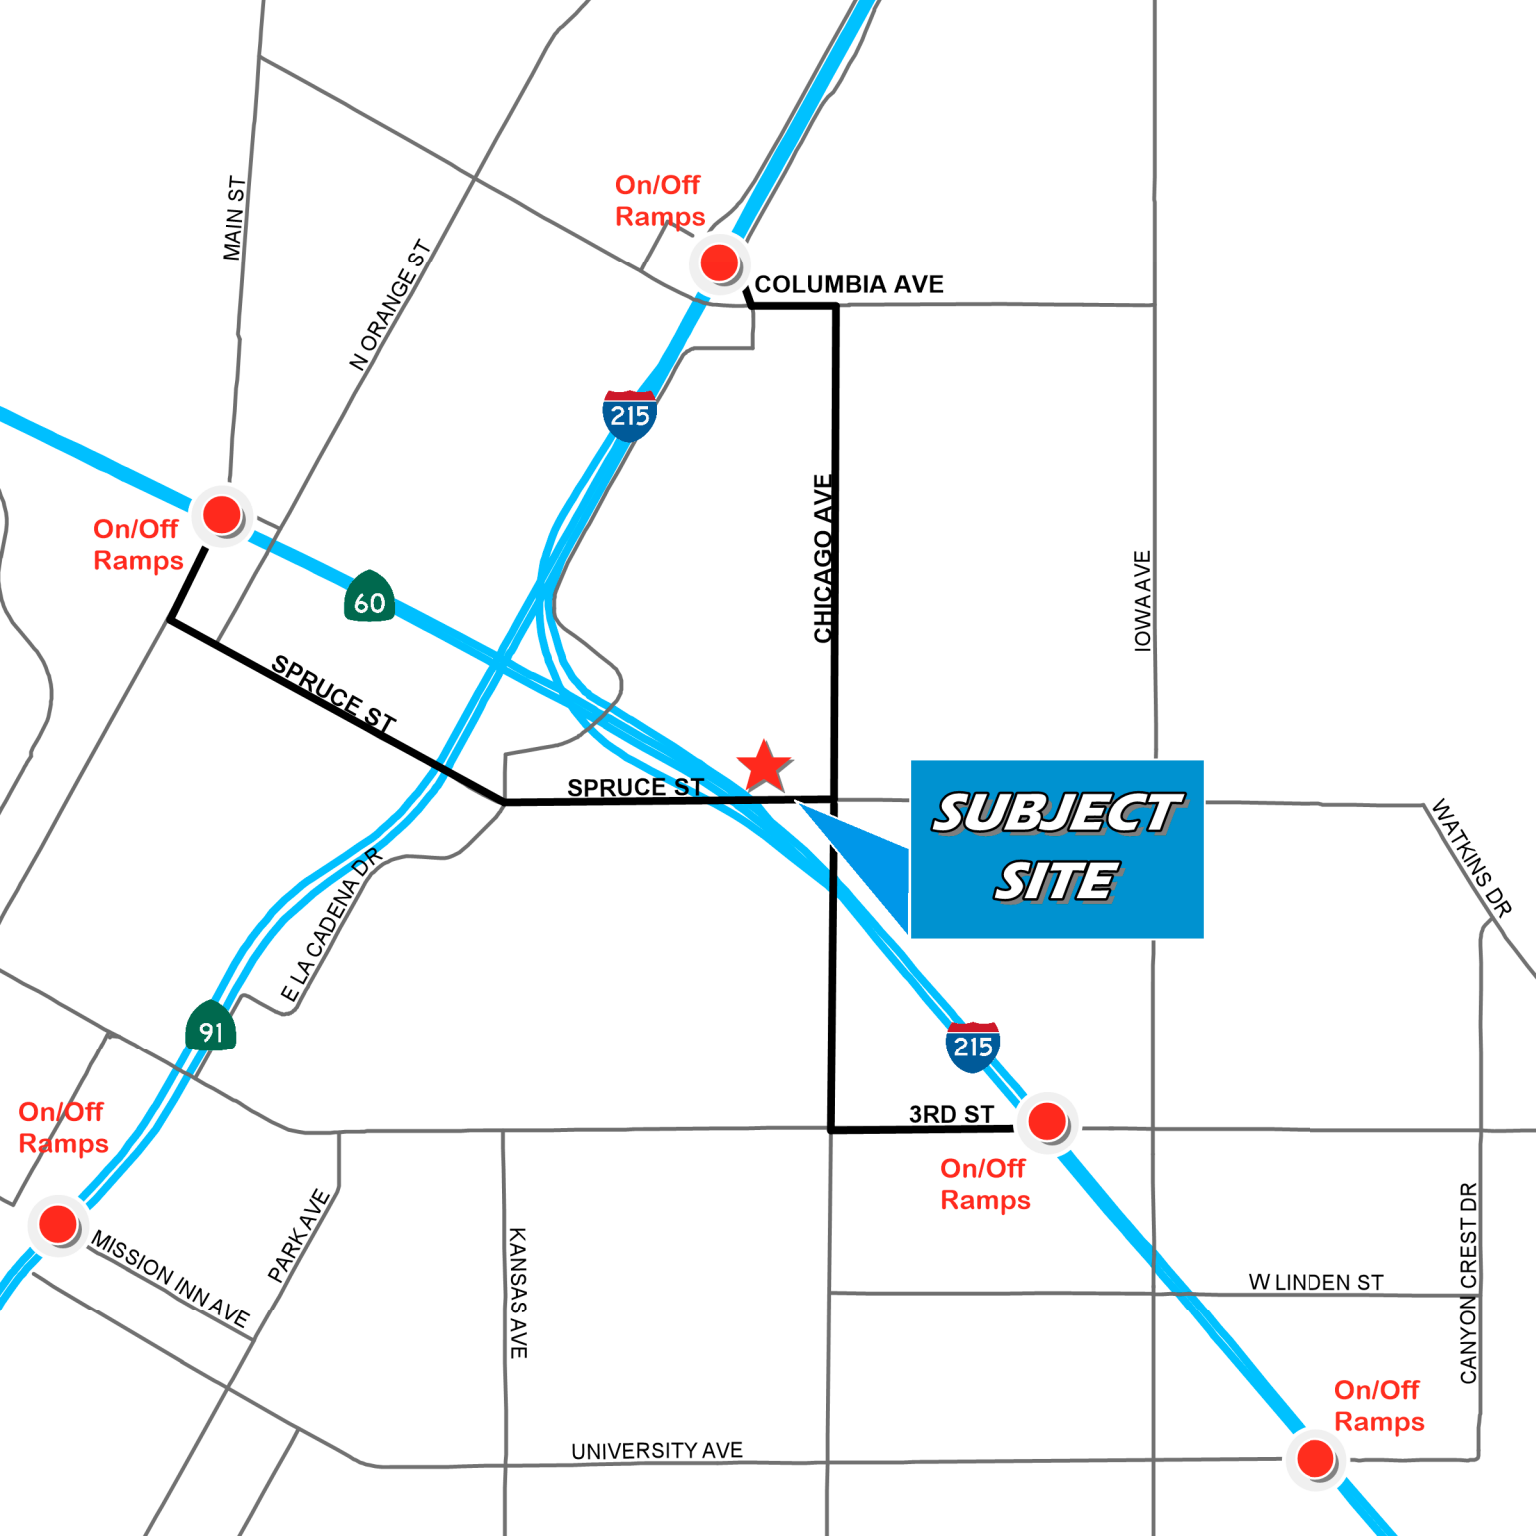 On/Off
Ramps
MAIN ST
N ORANGE ST
COLUMBIA AVE
215
On/Off
Ramps
60
CHICAGO AVE
IOWA AVE
SPRUCE ST
SPRUCE ST
SUBJECT
SITE
WATKINS DR
E LA CADENA DR
91
215
On/Off
Ramps
3RD ST
On/Off
Ramps
MISSION INN AVE
PARK AVE
KANSAS AVE
W LINDEN ST
CANYON CREST DR
On/Off
Ramps
UNIVERSITY AVE